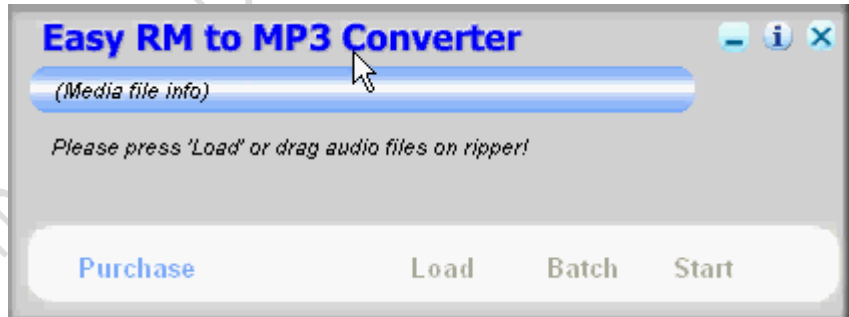 Easy RM to MP3 Converter
(Media file info)
Please press 'Load' or drag audio files on ripper!
Purchase Load Batch Start